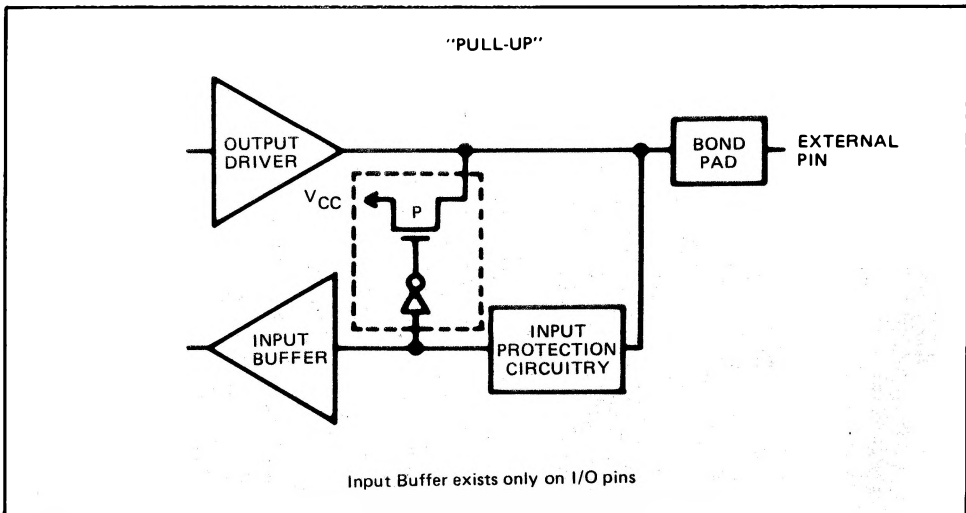 "PULL-UP"
OUTPUT
DRIVER
BOND
PAD
EXTERNAL
PIN
VCC
P
INPUT
BUFFER
INPUT
PROTECTION
CIRCUITRY
Input Buffer exists only on I/O pins